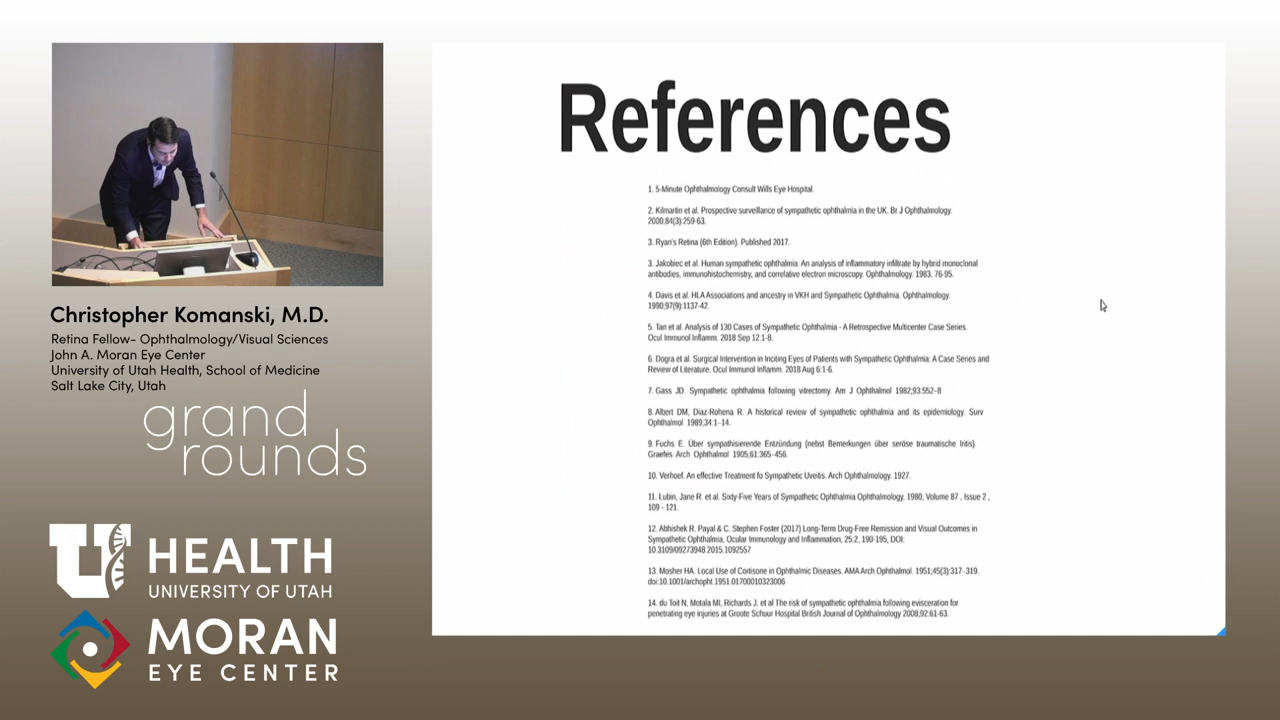 References
1. 5-Minute Ophthalmology Consult Wills Eye Hospital.
2. Kilmartin et al. Prospective surveillance of sympathetic ophthalmia in the UK. Br J Ophthalmology.
2000;84(3):259-63.
3. Ryan's Retina (6th Edition). Published 2017.
3. Jakobiec et al. Human sympathetic ophthalmia: An analysis of inflammatory infiltrate by hybrid monoclonal
antibodies, immunohistochemistry, and correlative electron microscopy. Ophthalmology. 1983. 76-95.
4. Davis et al. HLA Associations and ancestry in VKH and Sympathetic Ophthalmia. Ophthalmology.
1990;97(9):1137-42.
5. Tan et al. Analysis of 130 Cases of Sympathetic Ophthalmia - A Retrospective Multicenter Case Series.
Ocul Immunol Inflamm. 2018 Sep 12:1-8.
6. Dogra et al. Surgical Intervention in Inciting Eyes of Patients with Sympathetic Ophthalmia: A Case Series and
Review of Literature. Ocul Immunol Inflamm. 2018 Aug 6:1-6.
7. Gass JD. Sympathetic ophthalmia following vitrectomy. Am J Ophthalmol 1982;93:552–8
8. Albert DM, Diaz-Rohena R. A historical review of sympathetic ophthalmia and its epidemiology. Surv
Ophthalmol 1989;34:1–14.
9. Fuchs E. Über sympathisierende Entzündung (nebst Bemerkungen über seröse traumatische Iritis).
Graefes Arch Ophthalmol 1905;61:365–456.
10. Verhoef. An effective Treatment fo Sympathetic Uveitis. Arch Ophthalmology. 1927.
11. Lubin, Jane R. et al. Sixty-Five Years of Sympathetic Ophthalmia Ophthalmology. 1980, Volume 87 , Issue 2 ,
109 - 121.
12. Abhishek R. Payal & C. Stephen Foster (2017) Long-Term Drug-Free Remission and Visual Outcomes in
Sympathetic Ophthalmia, Ocular Immunology and Inflammation, 25:2, 190-195, DOI:
10.3109/09273948.2015.1092557
13. Mosher HA. Local Use of Cortisone in Ophthalmic Diseases. AMA Arch Ophthalmol. 1951;45(3):317–319.
doi:10.1001/archopht.1951.01700010323006
14. du Toit N, Motala MI, Richards J, et al The risk of sympathetic ophthalmia following evisceration for
penetrating eye injuries at Groote Schuur Hospital British Journal of Ophthalmology 2008;92:61-63.
Christopher Komanski, M.D.
Retina Fellow- Ophthalmology/Visual Sciences
John A. Moran Eye Center
University of Utah Health, School of Medicine
Salt Lake City, Utah
grand
rounds
U HEALTH
UNIVERSITY OF UTAH
MORAN
EYE CENTER